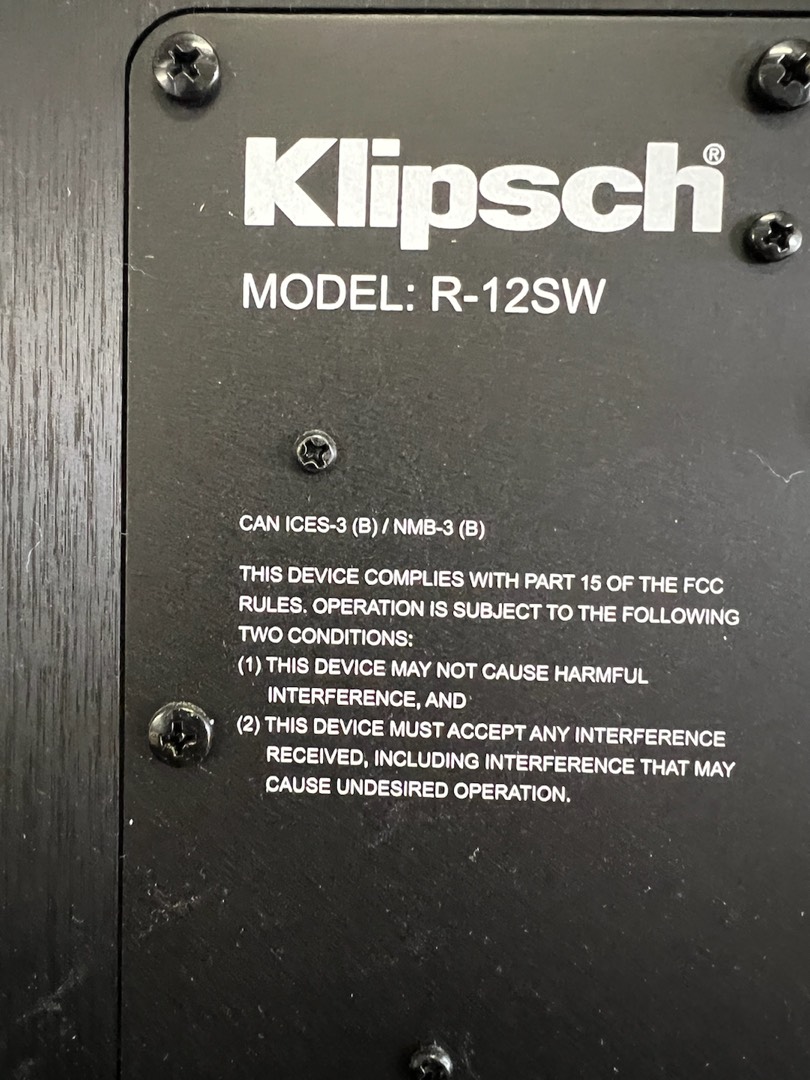 Klipsch®
MODEL: R-12SW
CAN ICES-3 (B) / NMB-3 (B)
THIS DEVICE COMPLIES WITH PART 15 OF THE FCC
RULES. OPERATION IS SUBJECT TO THE FOLLOWING
TWO CONDITIONS:
(1) THIS DEVICE MAY NOT CAUSE HARMFUL
INTERFERENCE, AND
(2) THIS DEVICE MUST ACCEPT ANY INTERFERENCE
RECEIVED, INCLUDING INTERFERENCE THAT MAY
CAUSE UNDESIRED OPERATION.